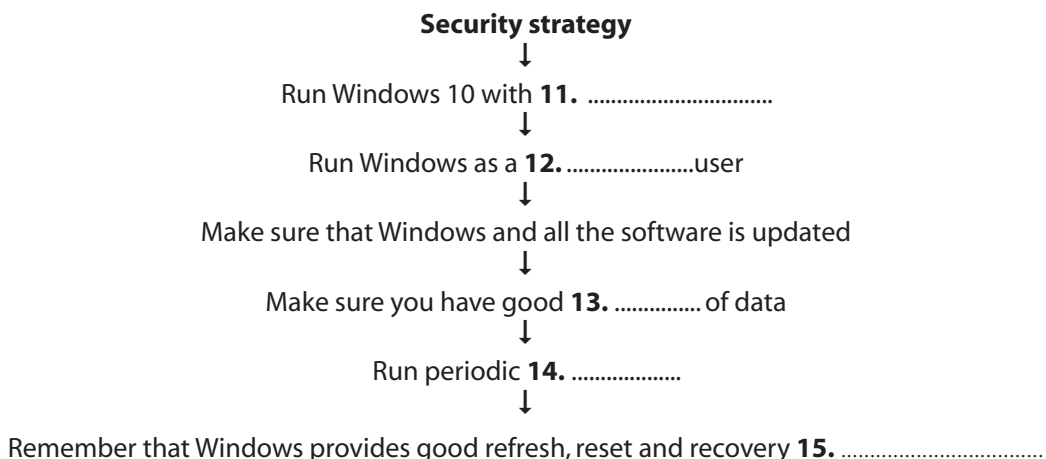 Security strategy
↓
Run Windows 10 with 11. ................................
↓
Run Windows as a 12. ......................user
↓
Make sure that Windows and all the software is updated
↓
Make sure you have good 13. ............... of data
↓
Run periodic 14. ...................
↓
Remember that Windows provides good refresh, reset and recovery 15. ...................................